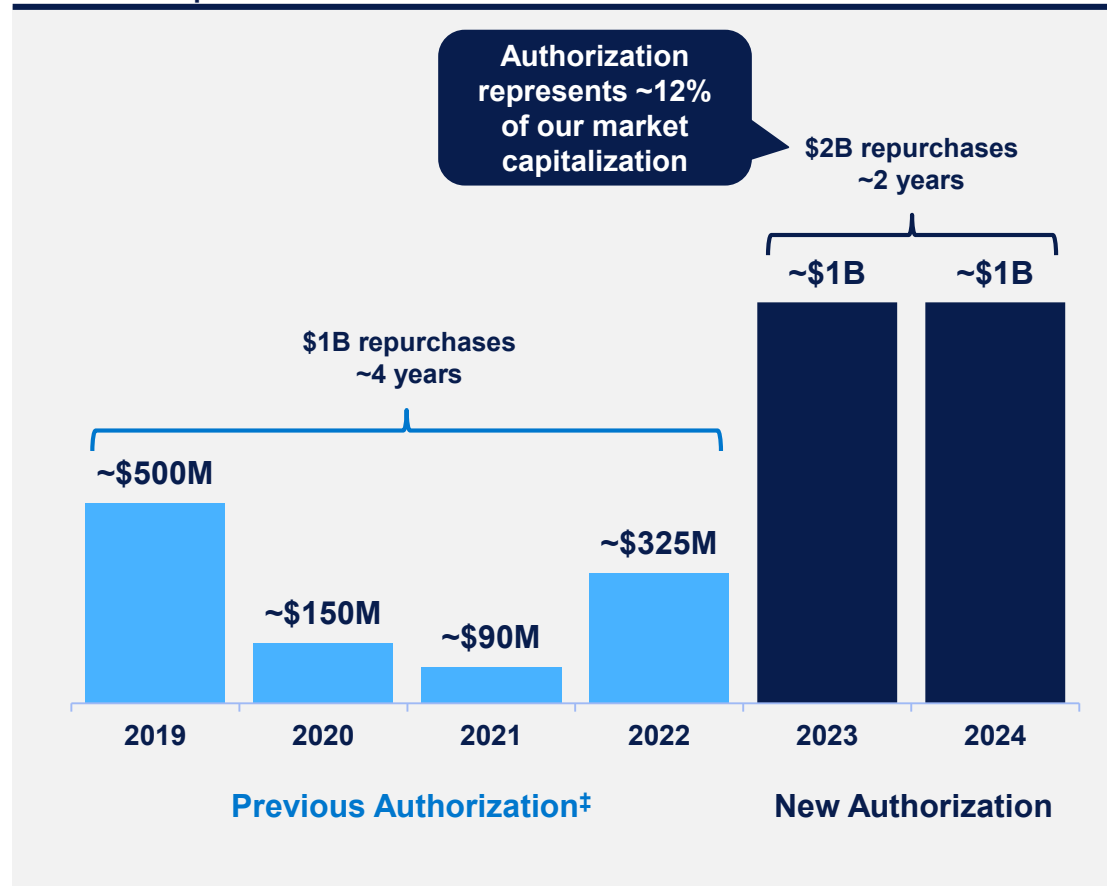 Authorization
represents ~12%
of our market
capitalization
$2B repurchases
~2 years
~$1B
~$1B
$1B repurchases
~4 years
~$500M
~$150M
~$90M
~$325M
2019
2020
2021
2022
2023
2024
Previous Authorization‡
New Authorization